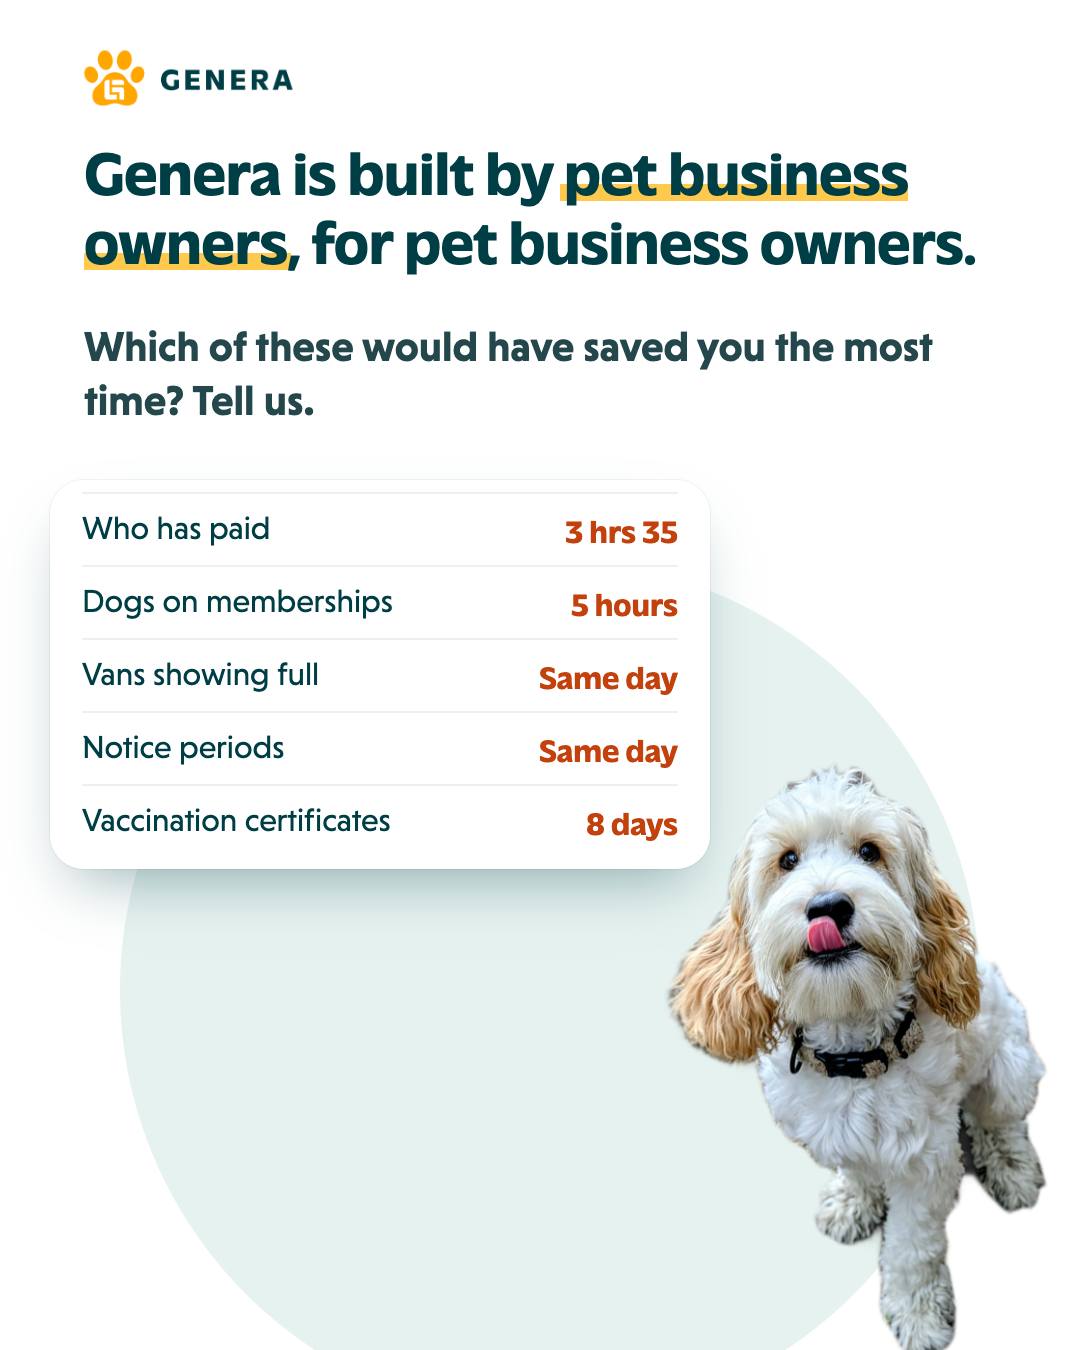 GENERA
Genera is built by pet business
owners, for pet business owners.
Which of these would have saved you the most
time? Tell us.
Who has paid 3 hrs 35
Dogs on memberships 5 hours
Vans showing full Same day
Notice periods Same day
Vaccination certificates 8 days